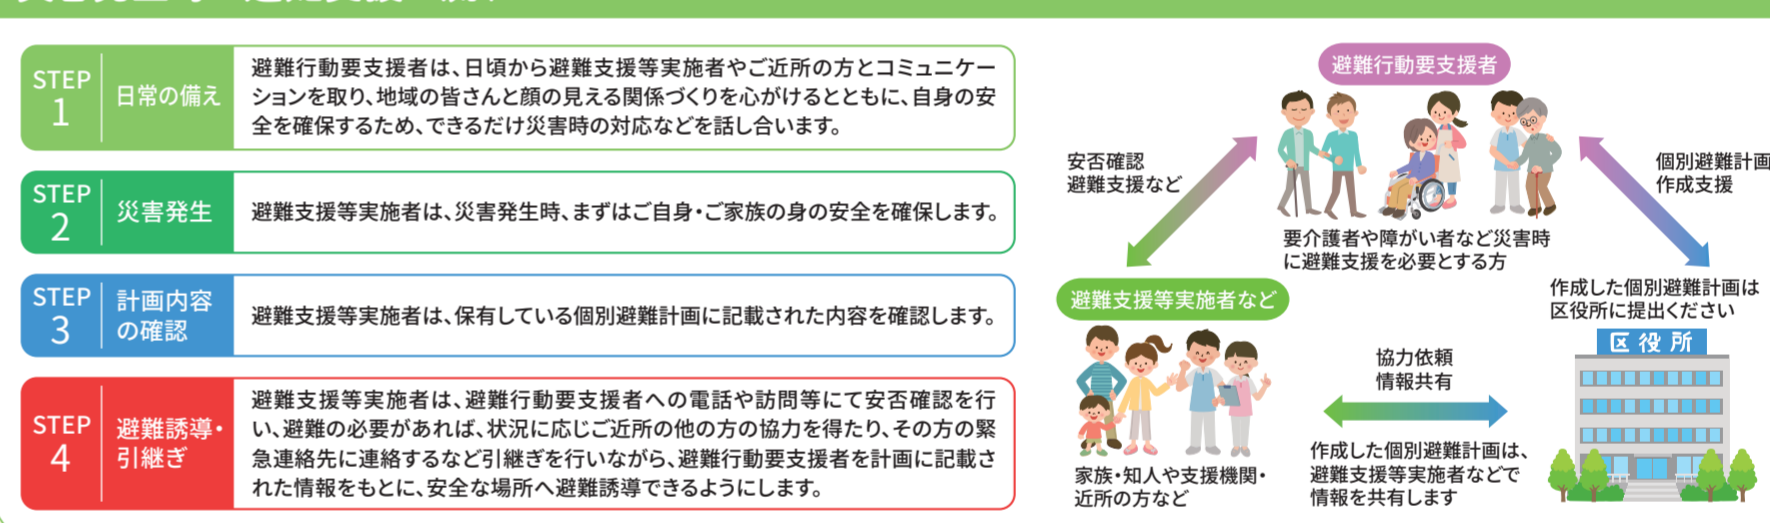 STEP
1
日常の備え
避難行動要支援者は、日頃から避難支援等実施者やご近所の方とコミュニケー
ションを取り、地域の皆さんと顔の見える関係づくりを心がけるとともに、自身の安
全を確保するため、できるだけ災害時の対応などを話し合います。
STEP
2
災害発生
避難支援等実施者は、災害発生時、まずはご自身・ご家族の身の安全を確保します。
STEP
3
計画内容
の確認
避難支援等実施者は、保有している個別避難計画に記載された内容を確認します。
STEP
4
避難誘導・
引継ぎ
避難支援等実施者は、避難行動要支援者への電話や訪問等にて安否確認を行
い、避難の必要があれば、状況に応じご近所の他の方の協力を得たり、その方の緊
急連絡先に連絡するなど引継ぎを行いながら、避難行動要支援者を計画に記載さ
れた情報をもとに、安全な場所へ避難誘導できるようにします。
避難行動要支援者
安否確認
避難支援など
個別避難計画
作成支援
要介護者や障がい者など災害時
に避難支援を必要とする方
避難支援等実施者など
作成した個別避難計画は
区役所に提出ください
区役所
協力依頼
情報共有
家族・知人や支援機関・
近所の方など
作成した個別避難計画は、
避難支援等実施者などで
情報を共有します